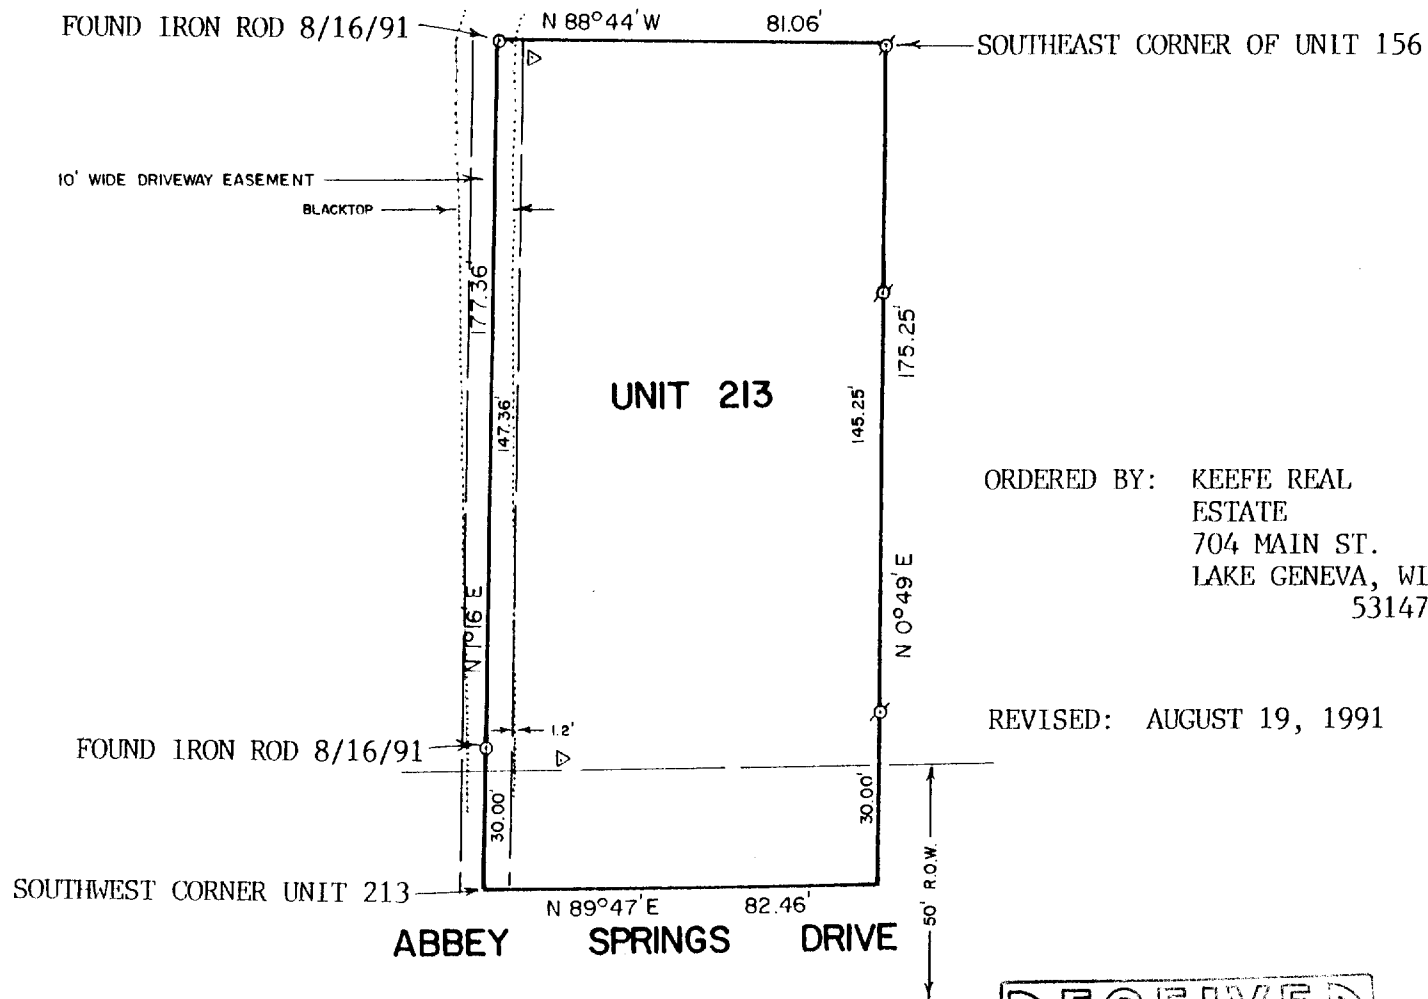 FOUND IRON ROD 8/16/91
N 88°44' W
81.06'
SOUTHEAST CORNER OF UNIT 156
10' WIDE DRIVEWAY EASEMENT
BLACKTOP
177.36'
175.25'
UNIT 213
147.36'
145.25'
ORDERED BY: KEEFE REAL
ESTATE
704 MAIN ST.
LAKE GENEVA, WI
53147
N 1°16' E
N 0°49' E
REVISED: AUGUST 19, 1991
1.2'
FOUND IRON ROD 8/16/91
30.00'
30.00'
50' R.O.W.
SOUTHWEST CORNER UNIT 213
N 89°47' E
82.46'
ABBEY SPRINGS DRIVE
RECEIVED